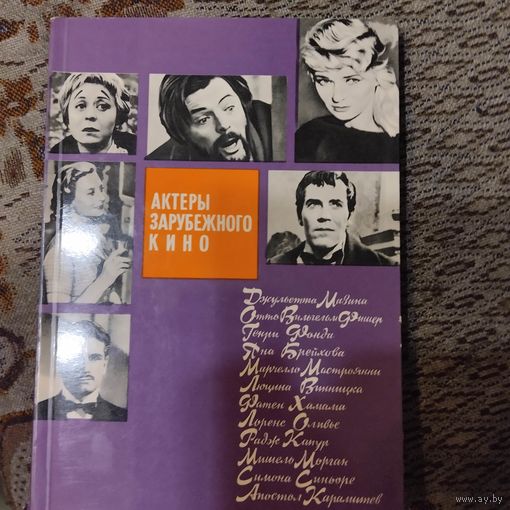 АКТЕРЫ
ЗАРУБЕЖНОГО
КИНО
Джульетта Мазина
Отто Вильгельм Фишер
Генри Фонда
Яна Брейхова
Марчелло Мастроянни
Люцина Винницка
Фатен Хамама
Лоренс Оливье
Радж Капур
Мишель Морган
Симона Синьоре
Апостол Карамитев
www.ay.by